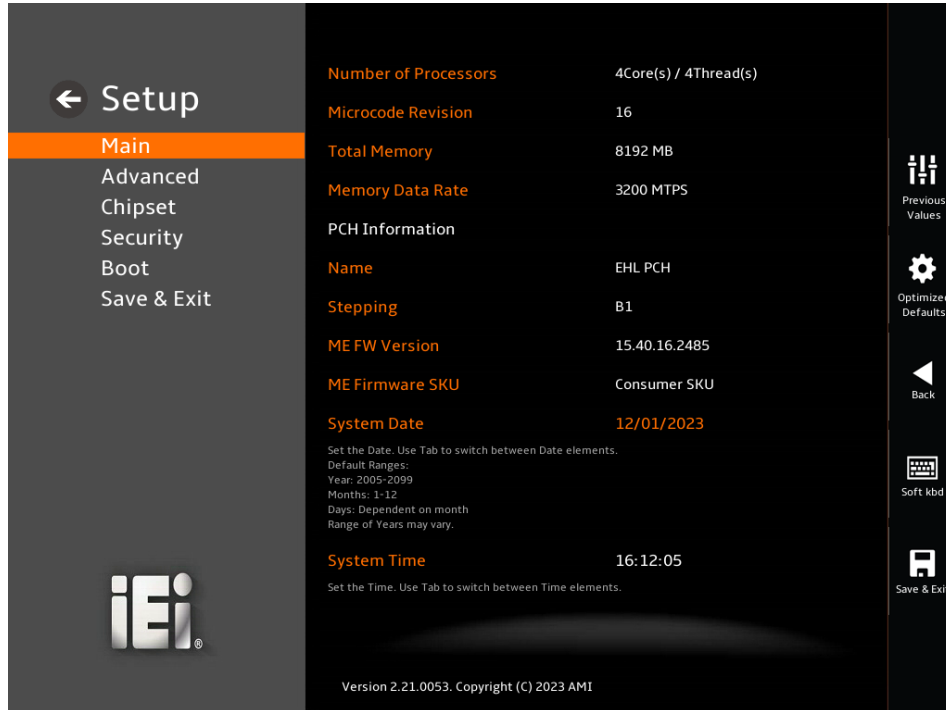 Setup
Main
Advanced
Chipset
Security
Boot
Save & Exit
Number of Processors 4Core(s) / 4Thread(s)
Microcode Revision 16
Total Memory 8192 MB
Memory Data Rate 3200 MTPS
PCH Information
Name EHL PCH
Stepping B1
ME FW Version 15.40.16.2485
ME Firmware SKU Consumer SKU
System Date 12/01/2023
Set the Date. Use Tab to switch between Date elements.
Default Ranges:
Year: 2005-2099
Months: 1-12
Days: Dependent on month
Range of Years may vary.
System Time 16:12:05
Set the Time. Use Tab to switch between Time elements.
Version 2.21.0053. Copyright (C) 2023 AMI
Previous
Values
Optimized
Defaults
Back
Soft kbd
Save & Exi
iEi®